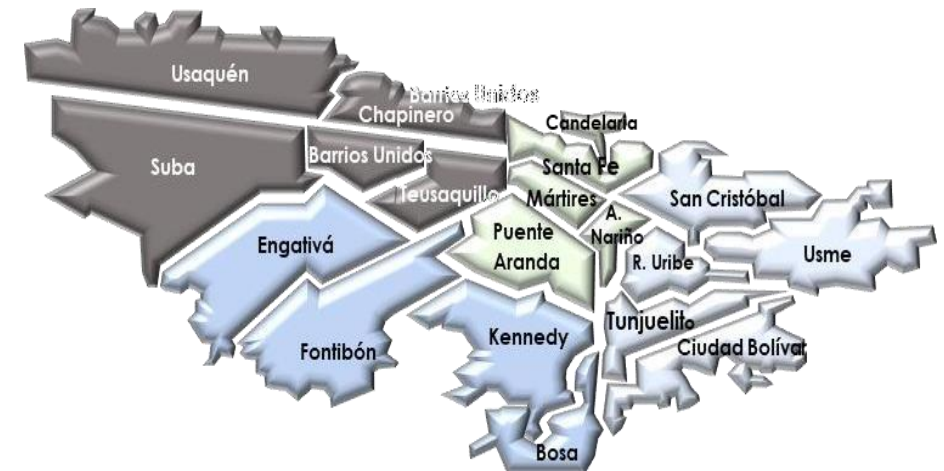 Usaquén
Barrios Unidos
Chapinero
Candelaria
Suba
Barrios Unidos
Santa Fe
Teusaquillo
Mártires
San Cristóbal
A.
Nariño
Engativá
Puente
Aranda
R. Uribe
Usme
Tunjuelito
Fontibón
Kennedy
Ciudad Bolívar
Bosa